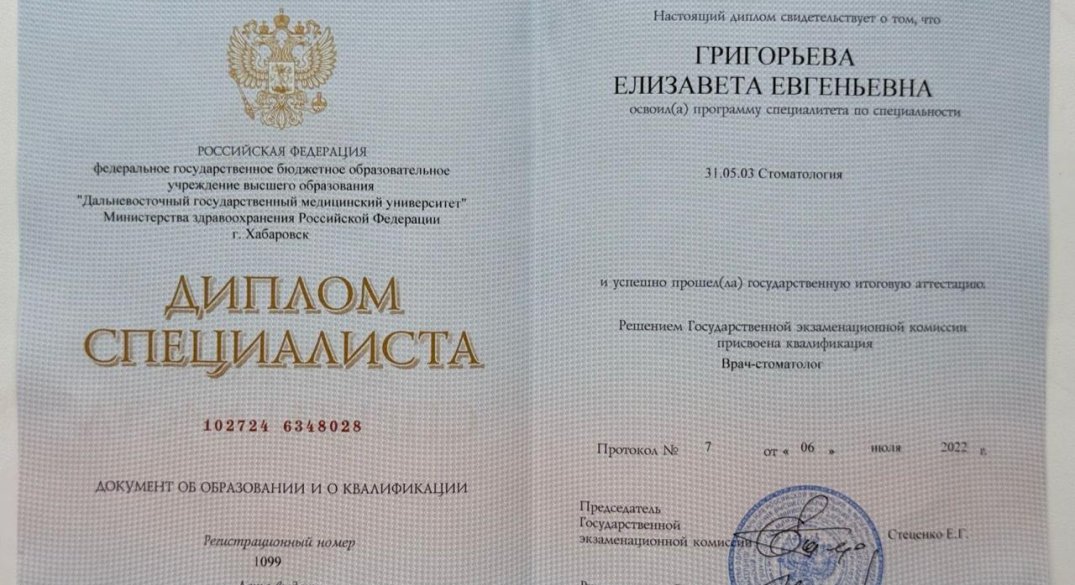 РОССИЙСКАЯ ФЕДЕРАЦИЯ
федеральное государственное бюджетное образовательное
учреждение высшего образования
"Дальневосточный государственный медицинский университет"
Министерства здравоохранения Российской Федерации
г. Хабаровск
ДИПЛОМ
СПЕЦИАЛИСТА
102724 6348028
ДОКУМЕНТ ОБ ОБРАЗОВАНИИ И О КВАЛИФИКАЦИИ
Регистрационный номер
1099
Настоящий диплом свидетельствует о том, что
ГРИГОРЬЕВА
ЕЛИЗАВЕТА ЕВГЕНЬЕВНА
освоил(а) программу специалитета по специальности
31.05.03 Стоматология
и успешно прошел(ла) государственную итоговую аттестацию
Решением Государственной экзаменационной комиссии
присвоена квалификация
Врач-стоматолог
Протокол № 7 от « 06 » июля 2022 г.
Председатель
Государственной
экзаменационной комиссии
Стеценко Е.Г.